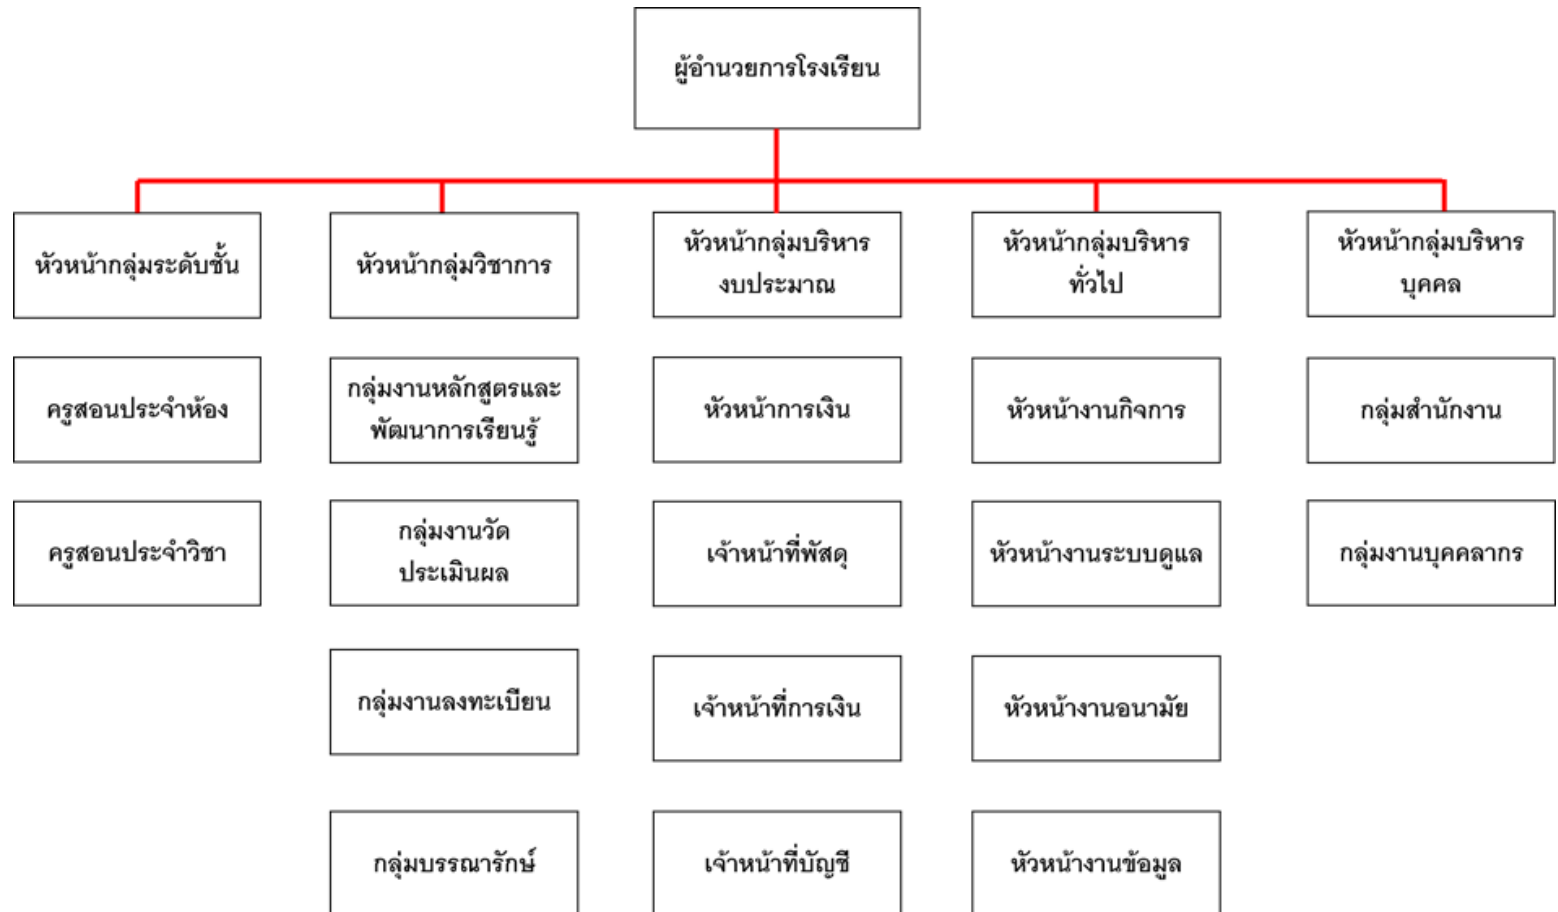 ผู้อำนวยการโรงเรียน
หัวหน้ากลุ่มระดับชั้น
หัวหน้ากลุ่มวิชาการ
หัวหน้ากลุ่มบริหาร
งบประมาณ
หัวหน้ากลุ่มบริหาร
ทั่วไป
หัวหน้ากลุ่มบริหาร
บุคคล
ครูสอนประจำห้อง
กลุ่มงานหลักสูตรและ
พัฒนาการเรียนรู้
หัวหน้าการเงิน
หัวหน้างานกิจการ
กลุ่มสำนักงาน
ครูสอนประจำวิชา
กลุ่มงานวัด
ประเมินผล
เจ้าหน้าที่พัสดุ
หัวหน้างานระบบดูแล
กลุ่มงานบุคคลากร
กลุ่มงานลงทะเบียน
เจ้าหน้าที่การเงิน
หัวหน้างานอนามัย
กลุ่มบรรณารักษ์
เจ้าหน้าที่บัญชี
หัวหน้างานข้อมูล